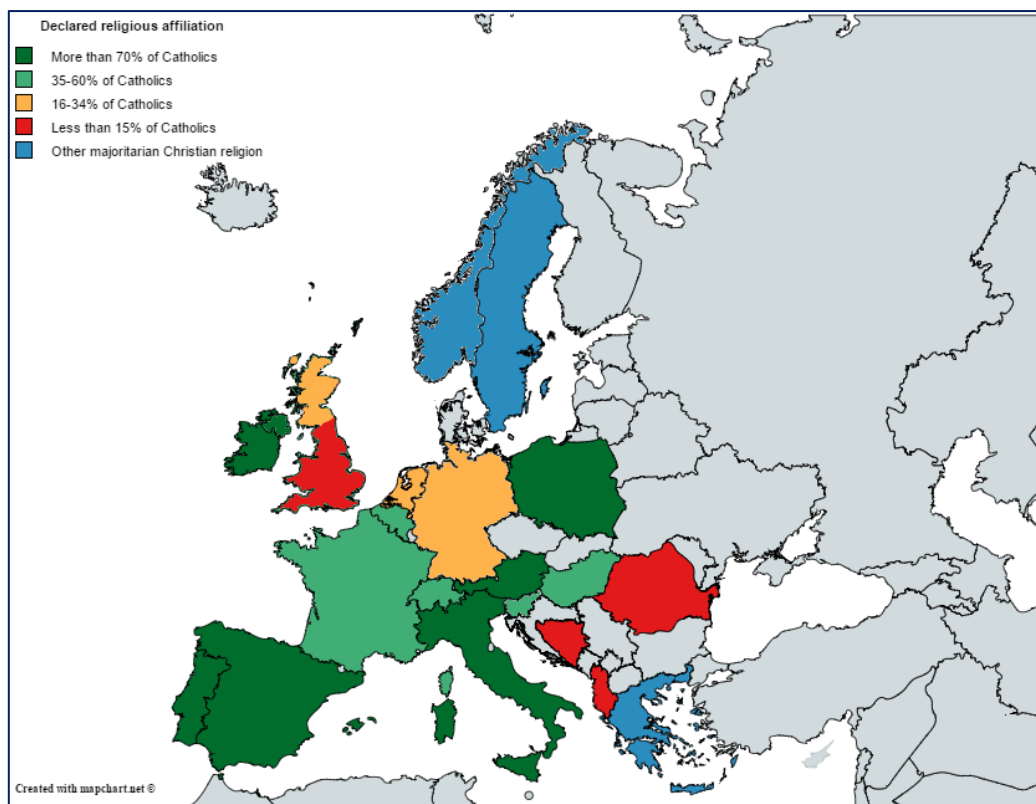 Declared religious affiliation
More than 70% of Catholics
35-60% of Catholics
16-34% of Catholics
Less than 15% of Catholics
Other majoritarian Christian religion
Created with mapchart.net ©